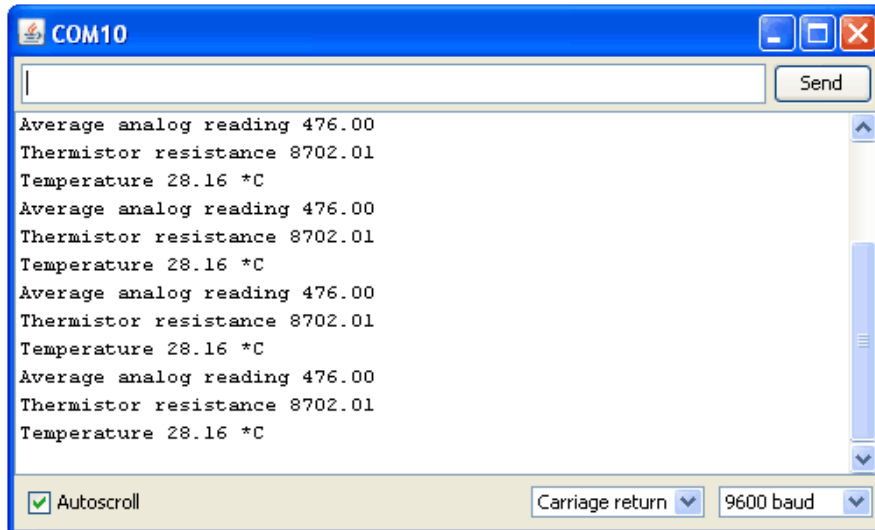 COM10
Send
Average analog reading 476.00
Thermistor resistance 8702.01
Temperature 28.16 *C
Average analog reading 476.00
Thermistor resistance 8702.01
Temperature 28.16 *C
Average analog reading 476.00
Thermistor resistance 8702.01
Temperature 28.16 *C
Average analog reading 476.00
Thermistor resistance 8702.01
Temperature 28.16 *C
Autoscroll Carriage return 9600 baud